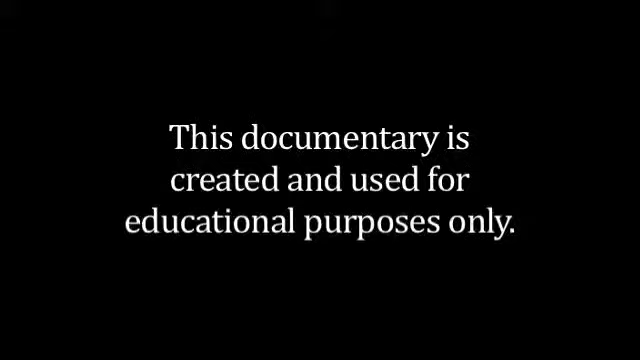 This documentary is
created and used for
educational purposes only.